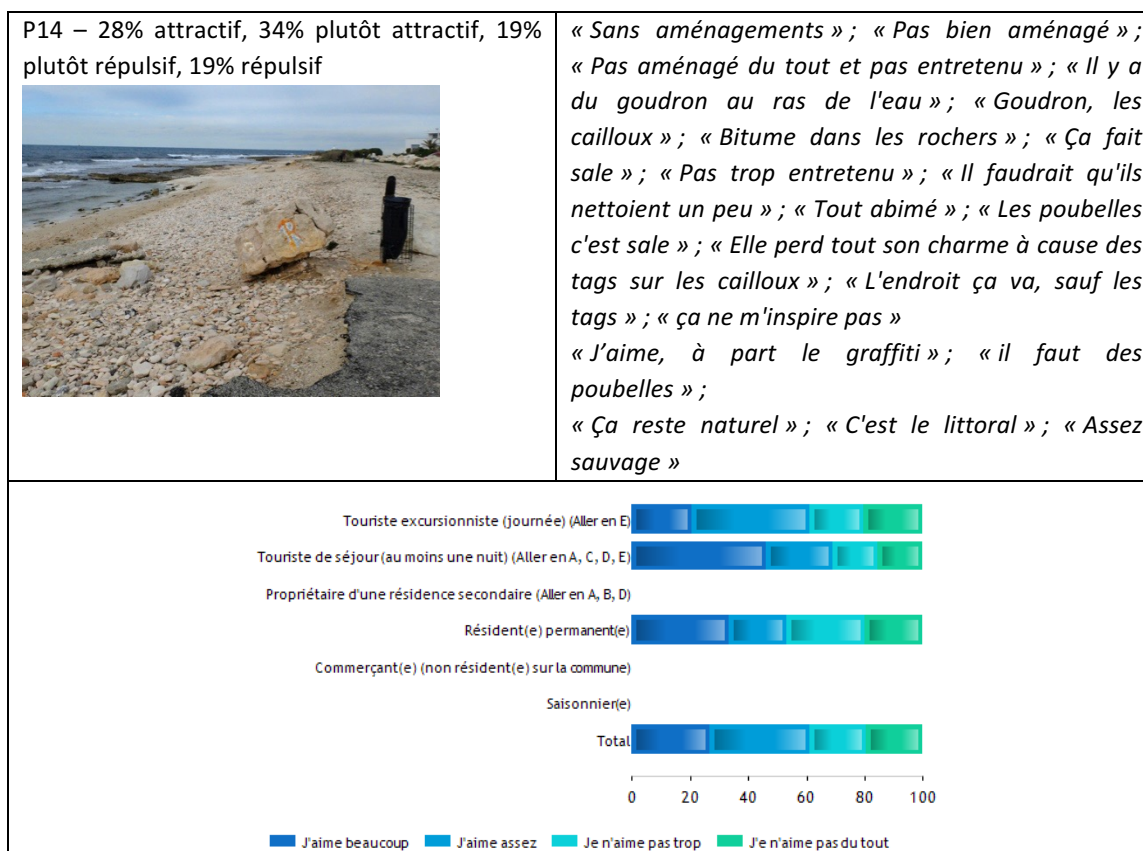 P14 – 28% attractif, 34% plutôt attractif, 19%
plutôt répulsif, 19% répulsif
« Sans aménagements » ; « Pas bien aménagé » ;
« Pas aménagé du tout et pas entretenu » ; « Il y a
du goudron au ras de l'eau » ; « Goudron, les
cailloux » ; « Bitume dans les rochers » ; « Ça fait
sale » ; « Pas trop entretenu » ; « Il faudrait qu'ils
nettoient un peu » ; « Tout abimé » ; « Les poubelles
c'est sale » ; « Elle perd tout son charme à cause des
tags sur les cailloux » ; « L'endroit ça va, sauf les
tags » ; « ça ne m'inspire pas »
« J’aime, à part le graffiti » ; « il faut des
poubelles » ;
« Ça reste naturel » ; « C'est le littoral » ; « Assez
sauvage »
Touriste excursionniste (journée) (Aller en E)
Touriste de séjour (au moins une nuit) (Aller en A, C, D, E)
Propriétaire d'une résidence secondaire (Aller en A, B, D)
Résident(e) permanent(e)
Commerçant(e) (non résident(e) sur la commune)
Saisonnier(e)
Total
0 20 40 60 80 100
J'aime beaucoup J'aime assez Je n'aime pas trop J'e n'aime pas du tout